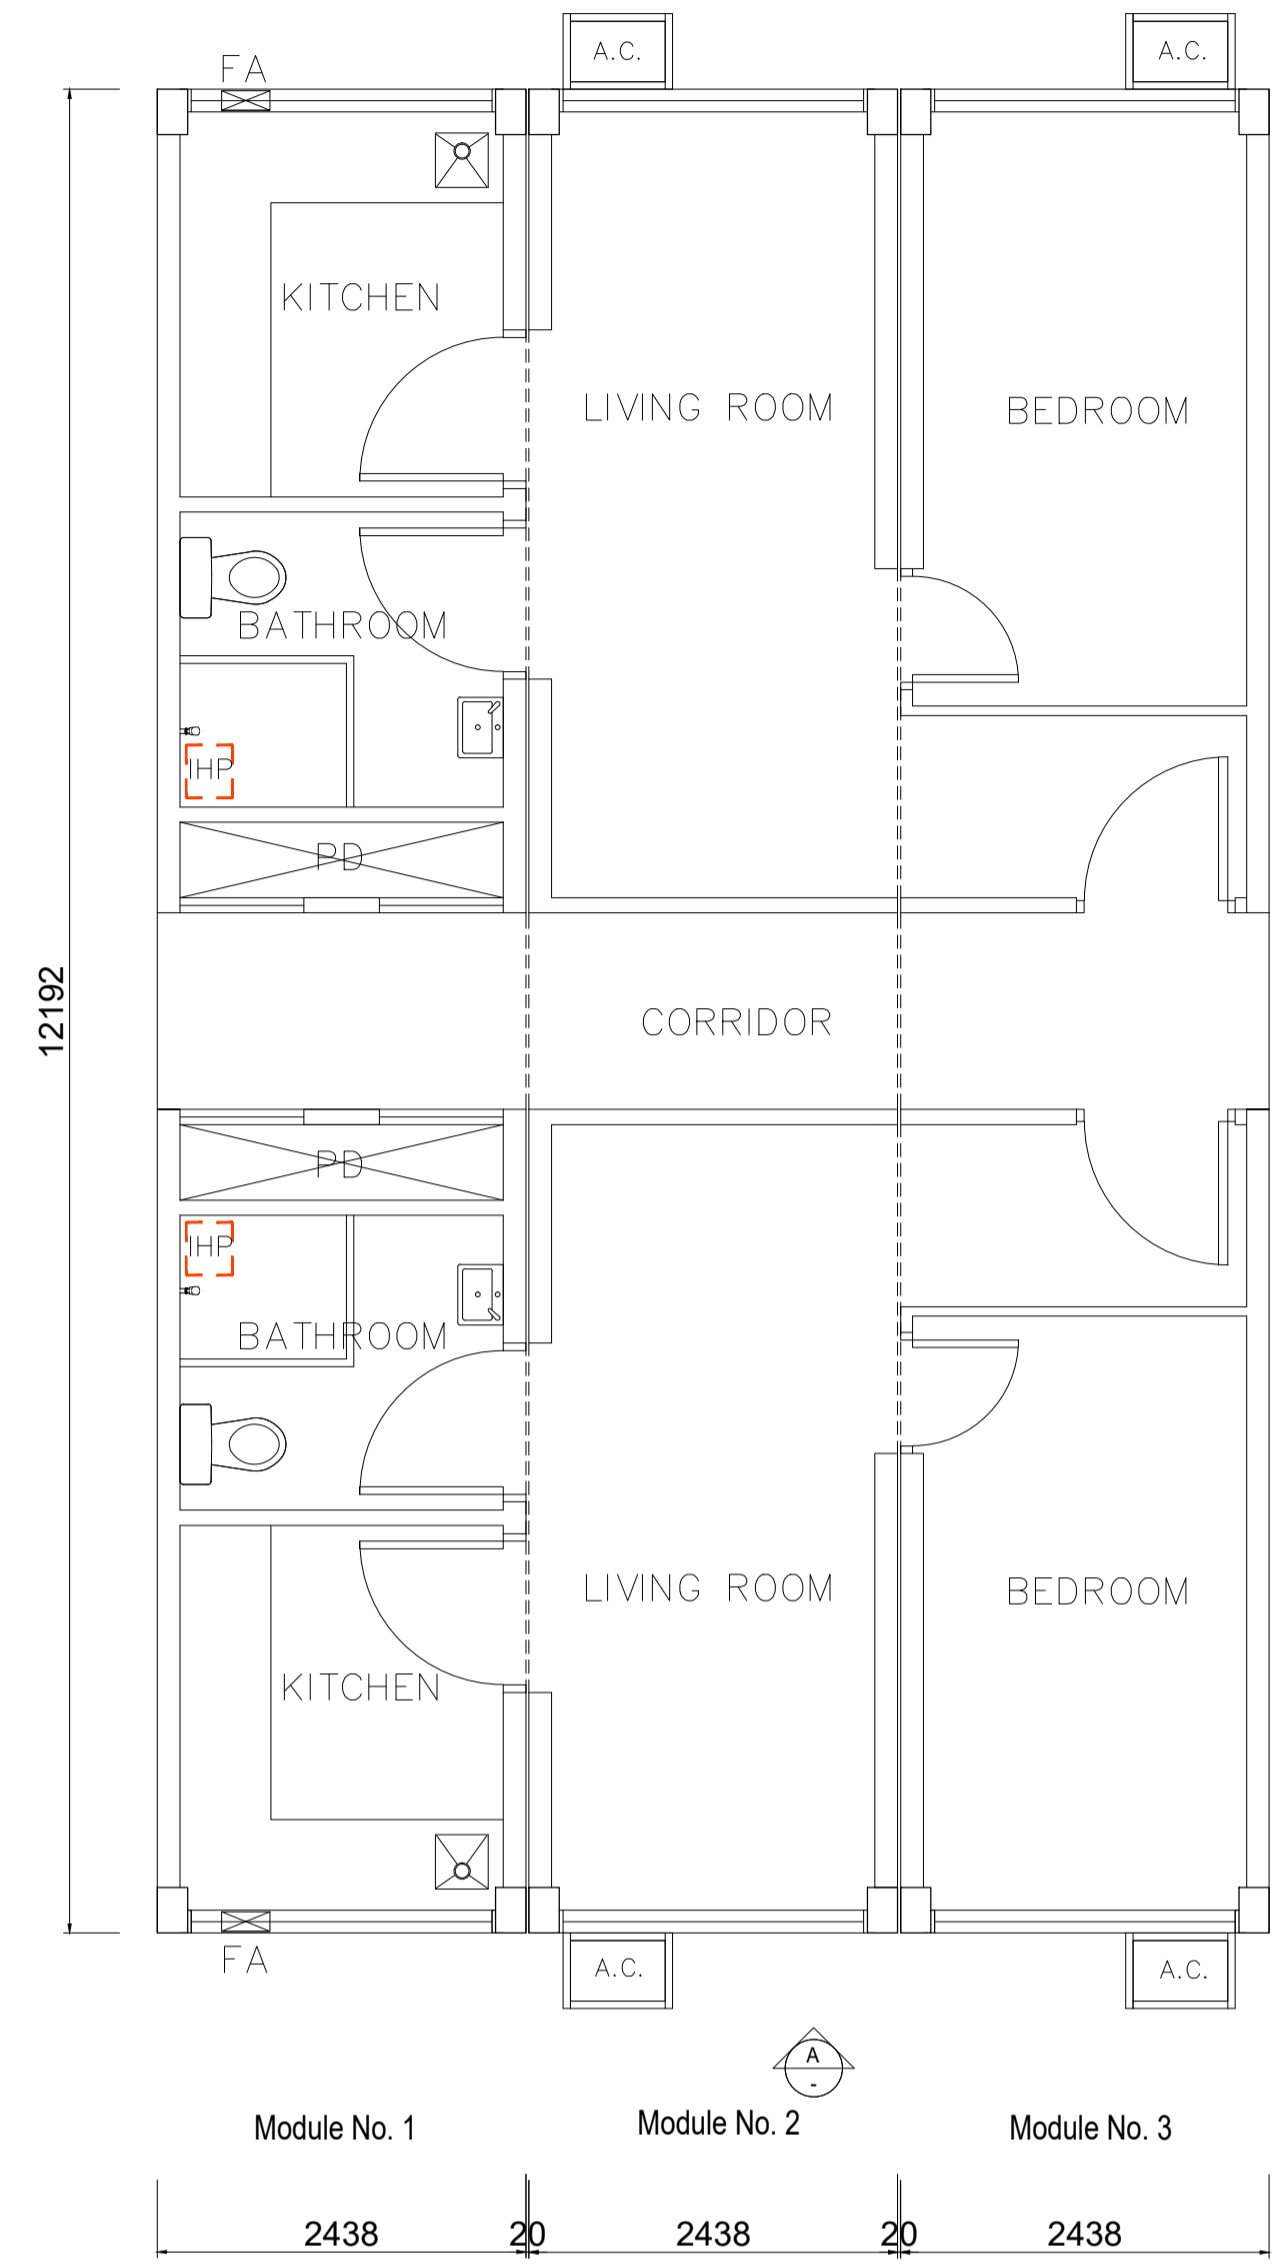 A.C.
A.C.
FA
KITCHEN
LIVING ROOM
BEDROOM
BATHROOM
IHP
PD
CORRIDOR
12192
PD
IHP
BATHROOM
LIVING ROOM
BEDROOM
KITCHEN
FA
A.C.
A.C.
A
-
Module No. 1
Module No. 2
Module No. 3
2438
20
2438
20
2438